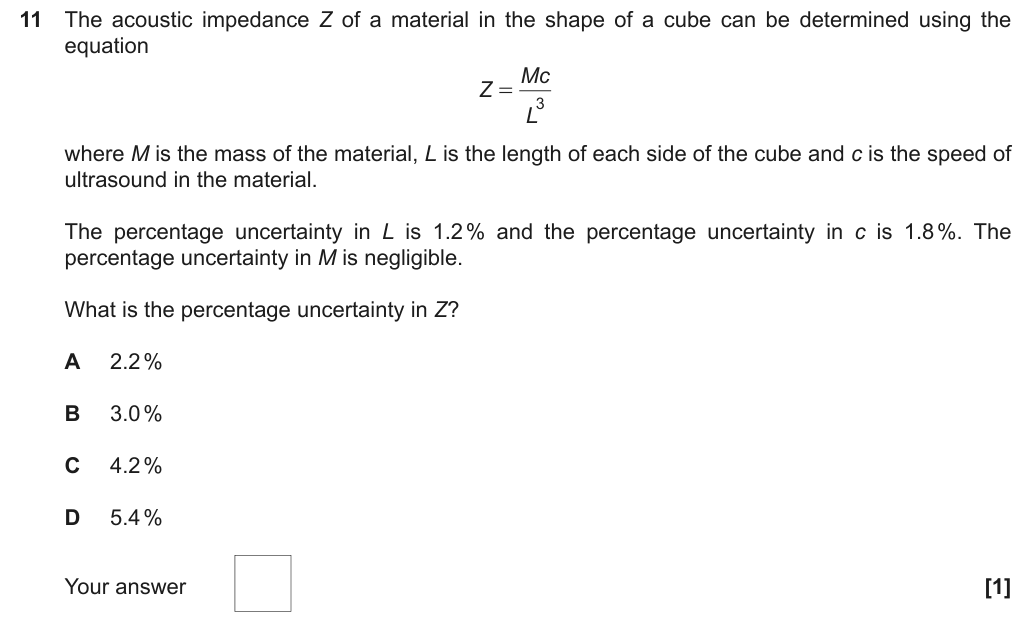 11 The acoustic impedance Z of a material in the shape of a cube can be determined using the
equation
Z = Mc / L³
where M is the mass of the material, L is the length of each side of the cube and c is the speed of
ultrasound in the material.
The percentage uncertainty in L is 1.2% and the percentage uncertainty in c is 1.8%. The
percentage uncertainty in M is negligible.
What is the percentage uncertainty in Z?
A 2.2%
B 3.0%
C 4.2%
D 5.4%
Your answer [1]